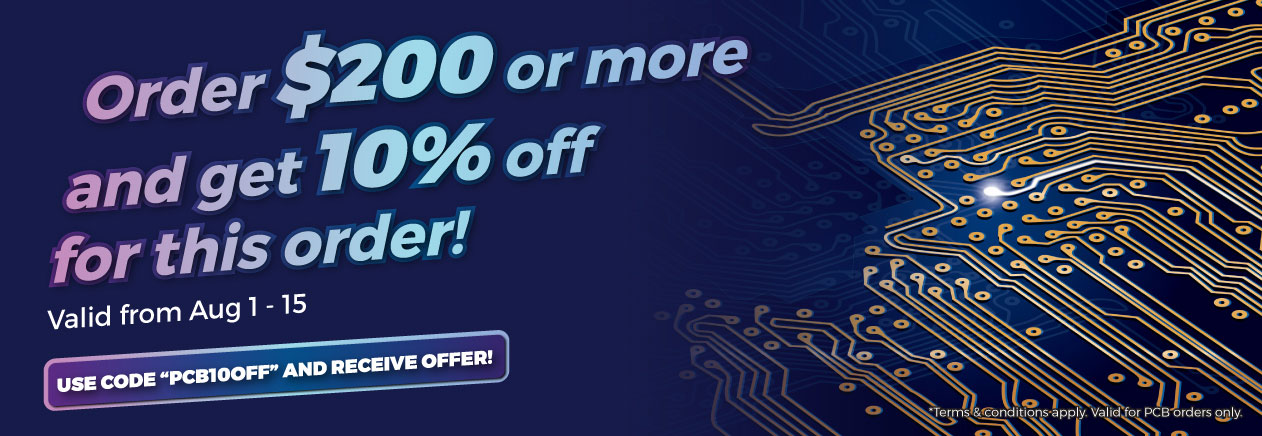 Order $200 or more
and get 10% off
for this order!
Valid from Aug 1 - 15
USE CODE “PCB10OFF” AND RECEIVE OFFER!
*Terms & conditions apply. Valid for PCB orders only.